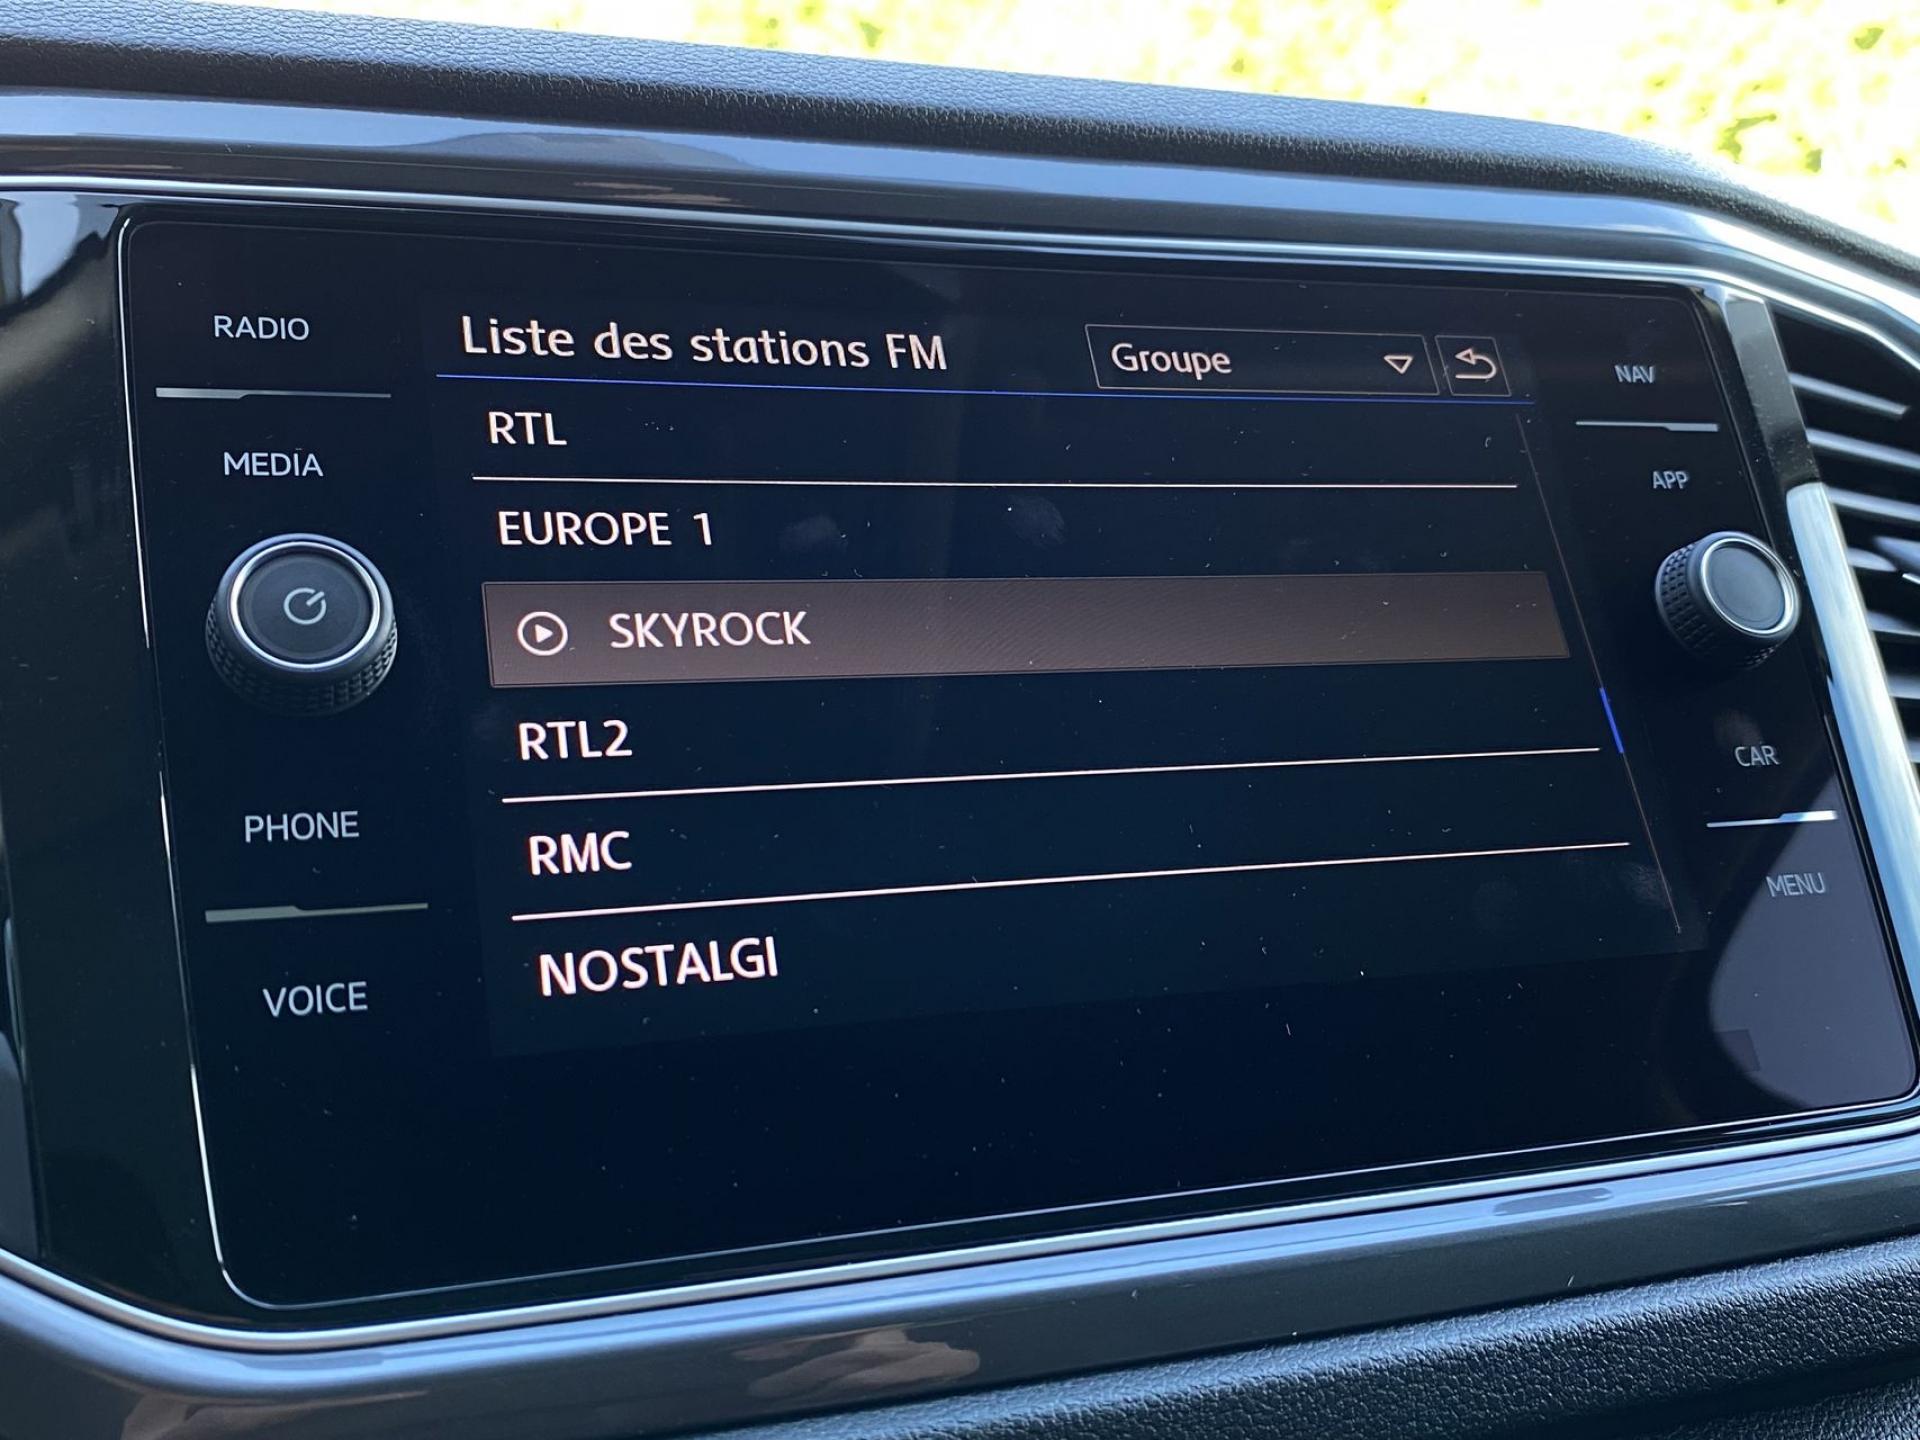 RADIO
MEDIA
PHONE
VOICE
Liste des stations FM
Groupe
RTL
EUROPE 1
SKYROCK
RTL2
RMC
NOSTALGI
NAV
APP
CAR
MENU